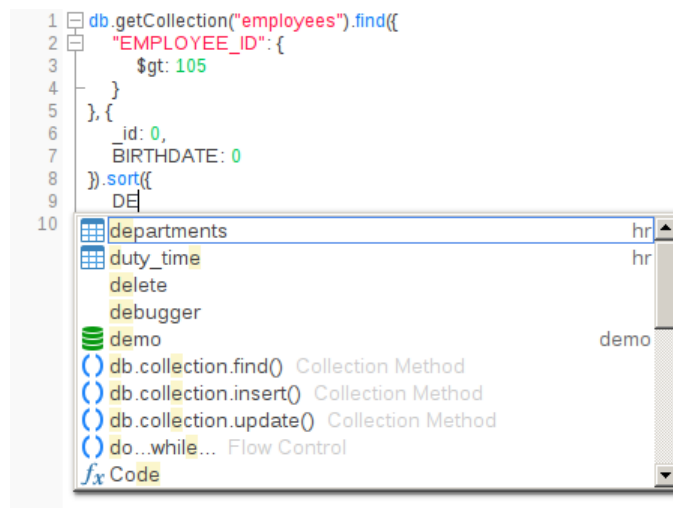 1 db.getCollection("employees").find({
2 "EMPLOYEE_ID": {
3 $gt: 105
4 }
5 }, {
6 _id: 0,
7 BIRTHDATE: 0
8 }).sort({
9 DE
10
departments hr
duty_time hr
delete
debugger
demo demo
db.collection.find() Collection Method
db.collection.insert() Collection Method
db.collection.update() Collection Method
do...while... Flow Control
fx Code